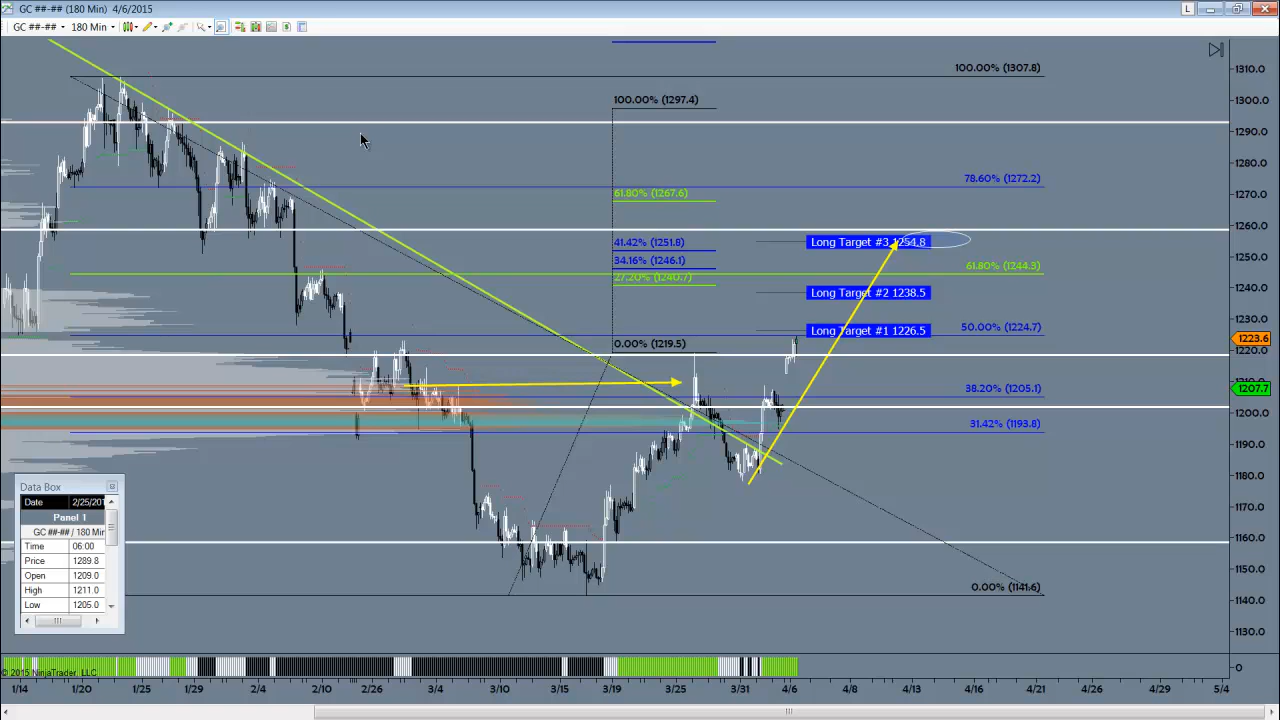 GC ##-## (180 Min) 4/6/2015
L
GC ##-##
180 Min
100.00% (1307.8)
100.00% (1297.4)
78.60% (1272.2)
61.80% (1267.6)
41.42% (1251.8)
34.16% (1246.1)
27.20% (1240.7)
Long Target #3 1254.8
61.80% (1244.3)
Long Target #2 1238.5
Long Target #1 1226.5
50.00% (1224.7)
0.00% (1219.5)
38.20% (1205.1)
31.42% (1193.8)
0.00% (1141.6)
1310.0
1300.0
1290.0
1280.0
1270.0
1260.0
1250.0
1240.0
1230.0
1223.6
1220.0
1207.7
1200.0
1190.0
1180.0
1170.0
1160.0
1150.0
1140.0
1130.0
0
Data Box
Date 2/25/201
Panel 1
GC ##-## / 180 Min
Time 06:00
Price 1289.8
Open 1209.0
High 1211.0
Low 1205.0
© 2015 NinjaTrader, LLC
1/14 1/20 1/25 1/29 2/4 2/10 2/26 3/4 3/10 3/15 3/19 3/25 3/31 4/6 4/8 4/13 4/16 4/21 4/26 4/29 5/4